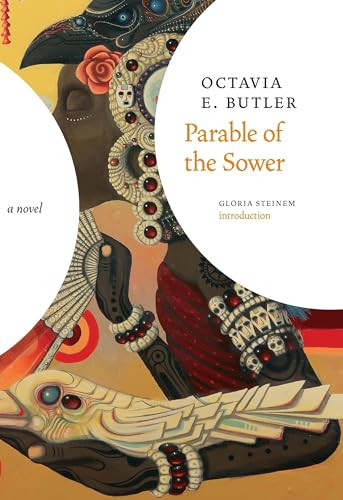 OCTAVIA
E. BUTLER
Parable of
the Sower
GLORIA STEINEM
introduction
a novel